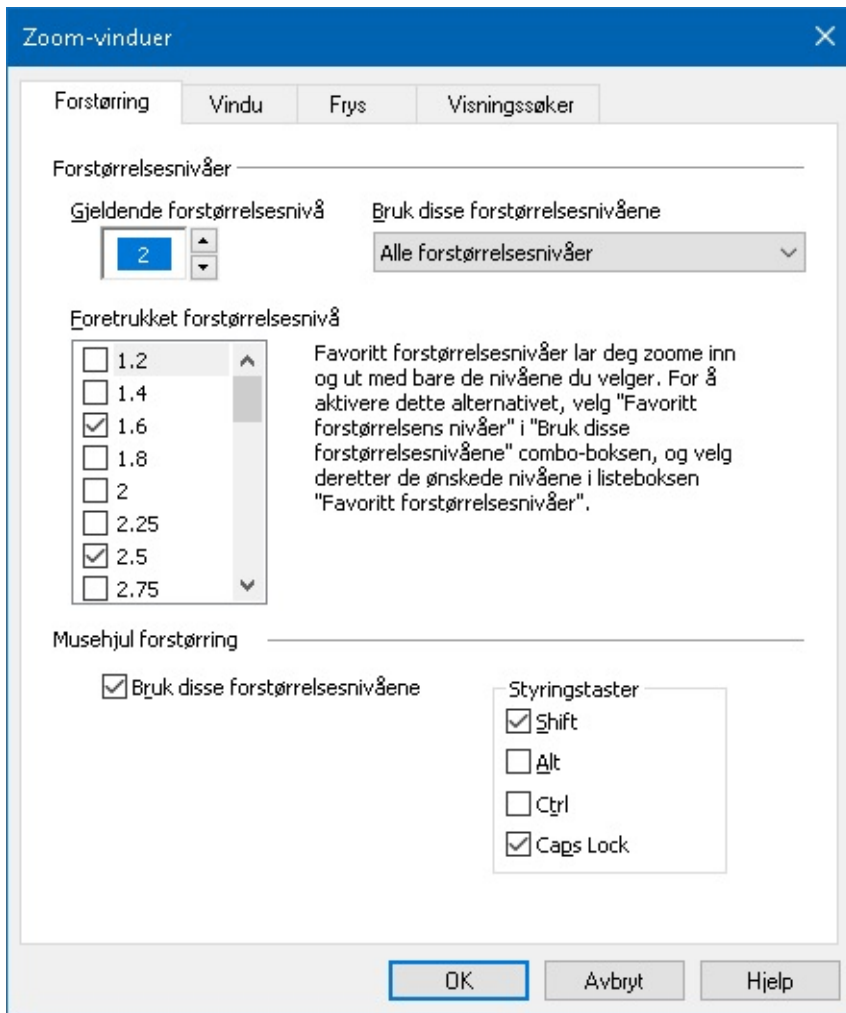 Zoom-vinduer
Forstørring Vindu Frys Visningssøker
Forstørrelsesnivåer
Gjeldende forstørrelsesnivå
2
Bruk disse forstørrelsesnivåene
Alle forstørrelsesnivåer
Foretrukket forstørrelsesnivå
1.2
1.4
1.6
1.8
2
2.25
2.5
2.75
Favoritt forstørrelsesnivåer lar deg zoome inn
og ut med bare de nivåene du velger. For å
aktivere dette alternativet, velg "Favoritt
forstørrelsens nivåer" i "Bruk disse
forstørrelsesnivåene" combo-boksen, og velg
deretter de ønskede nivåene i listeboksen
"Favoritt forstørrelsesnivåer".
Musehjul forstørring
Bruk disse forstørrelsesnivåene
Styringstaster
Shift
Alt
Ctrl
Caps Lock
OK Avbryt Hjelp